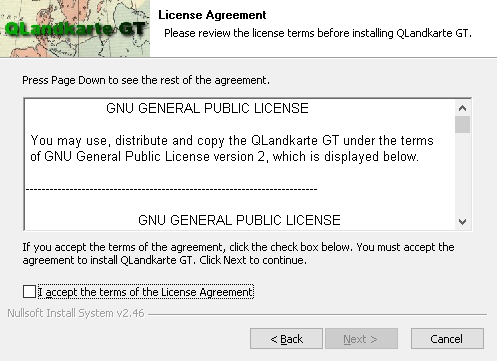 QLandkarte GT
License Agreement
Please review the license terms before installing QLandkarte GT.
Press Page Down to see the rest of the agreement.
GNU GENERAL PUBLIC LICENSE
You may use, distribute and copy the QLandkarte GT under the terms
of GNU General Public License version 2, which is displayed below.
---------------------------------------------------------------------------
GNU GENERAL PUBLIC LICENSE
If you accept the terms of the agreement, click the check box below. You must accept the
agreement to install QLandkarte GT. Click Next to continue.
I accept the terms of the License Agreement
Nullsoft Install System v2.46
< Back
Next >
Cancel